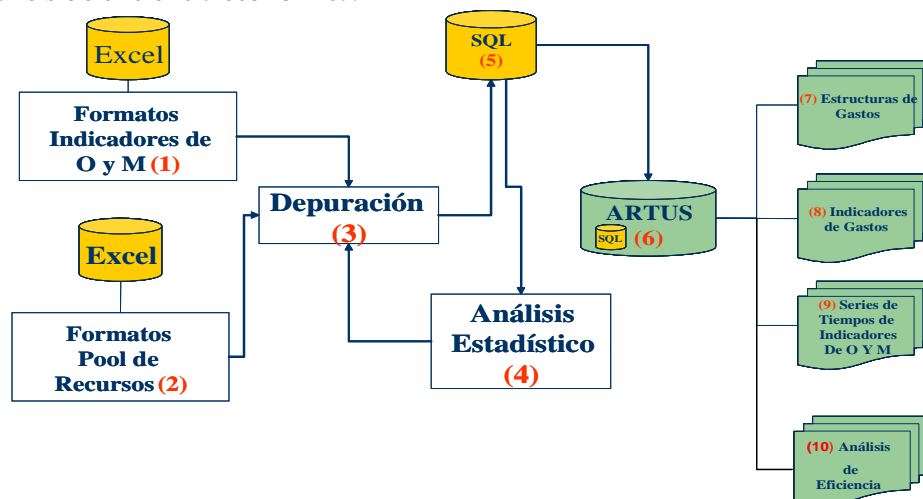 Excel
Formatos
Indicadores de
O y M (1)
Excel
Formatos
Pool de
Recursos (2)
Depuración
(3)
SQL
(5)
Análisis
Estadístico
(4)
ARTUS
SQL (6)
(7) Estructuras de
Gastos
(8) Indicadores
de Gastos
(9) Series de
Tiempos de
Indicadores
De O Y M
(10) Análisis
de
Eficiencia